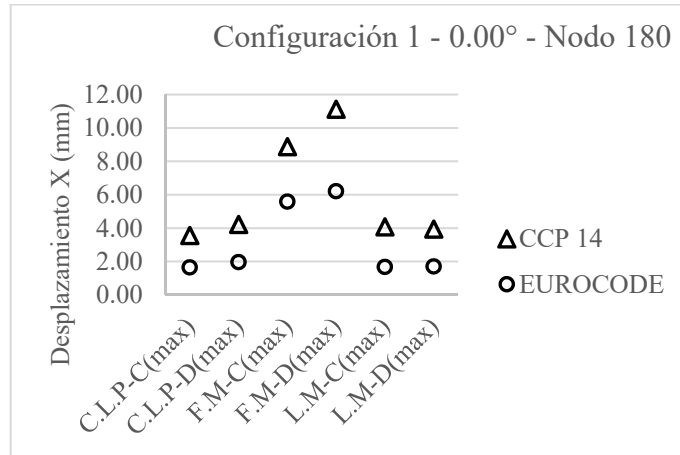 Configuración 1 - 0.00° - Nodo 180
Desplazamiento X (mm)
12.00
10.00
8.00
6.00
4.00
2.00
0.00
C.L.P-C(max)
C.L.P-D(max)
F.M-C(max)
F.M-D(max)
L.M-C(max)
L.M-D(max)
CCP 14
EUROCODE